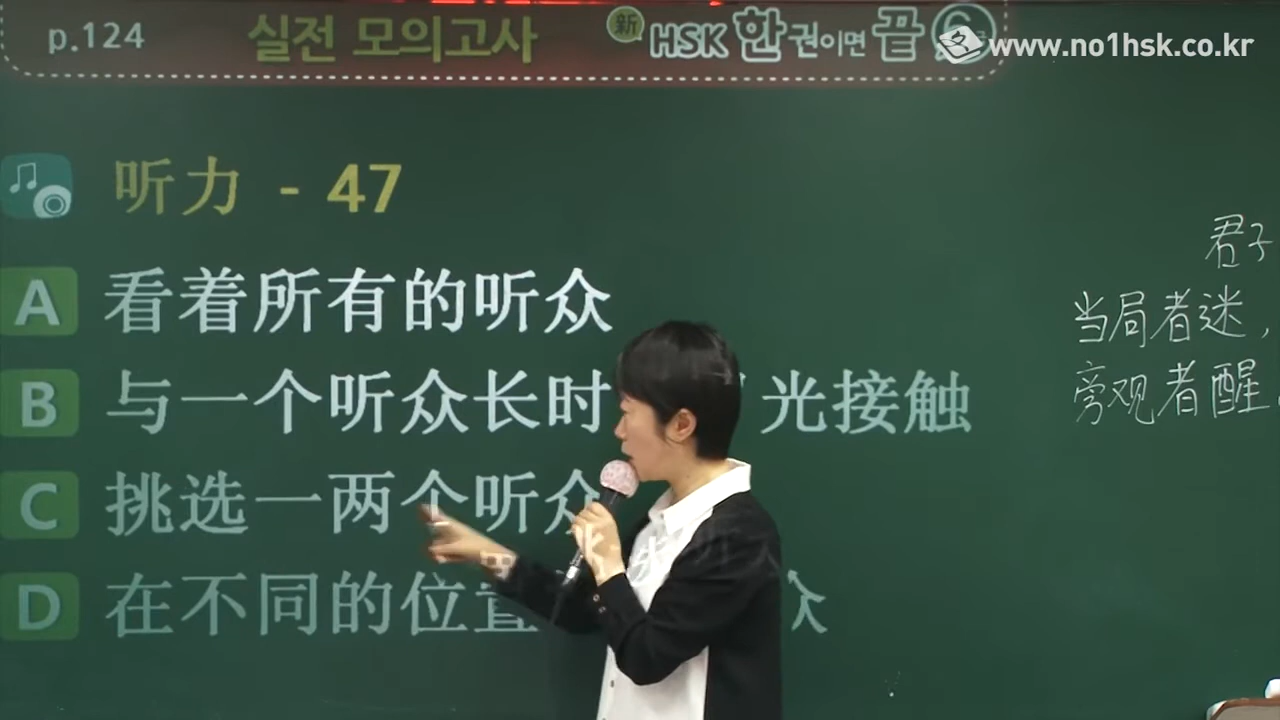 p.124 실전 모의고사 新 HSK 한권이면끝 6급
www.no1hsk.co.kr
听力 - 47
A 看着所有的听众
B 与一个听众长时 光接触
C 挑选一两个听众
D 在不同的位置 众
君子
当局者迷，
旁观者醒。